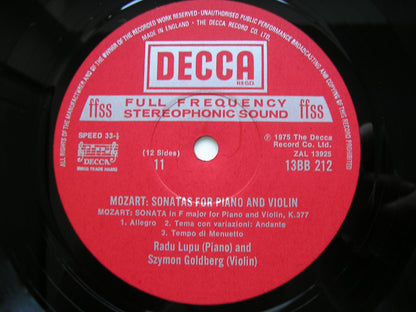 ALL RIGHTS OF THE MANUFACTURER AND OF THE OWNER OF THE RECORDED WORK RESERVED · UNAUTHORISED PUBLIC PERFORMANCE BROADCASTING AND COPYING OF THIS RECORD PROHIBITED
MADE IN ENGLAND · THE DECCA RECORD CO. LTD.
DECCA
REGD.
ffss FULL FREQUENCY ffss
STEREOPHONIC SOUND
SPEED 33⅓
DECCA
REGD. TRADE MARKS
(12 Sides)
11
℗ 1975 The Decca
Record Co. Ltd.
ZAL 13925
13BB 212
MOZART: SONATAS FOR PIANO AND VIOLIN
MOZART: SONATA in F major for Piano and Violin, K.377
1. Allegro 2. Tema con variazioni: Andante
3. Tempo di Menuetto
Radu Lupu (Piano) and
Szymon Goldberg (Violin)